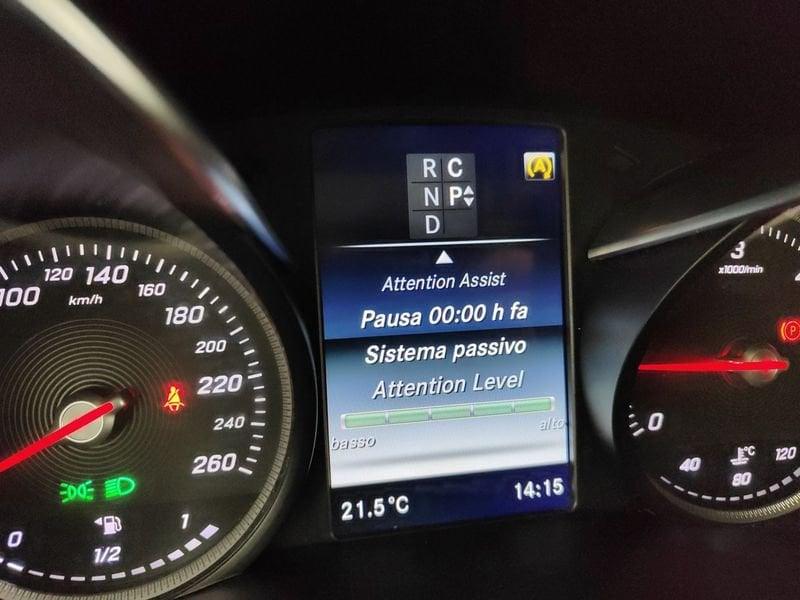 100
120
140
km/h
160
180
200
220
240
260
0
1/2
1
R C
N P
D
A
Attention Assist
Pausa 00:00 h fa
Sistema passivo
Attention Level
basso
alto
21.5°C
14:15
3
x1000/min
P
0
°C
40
80
120